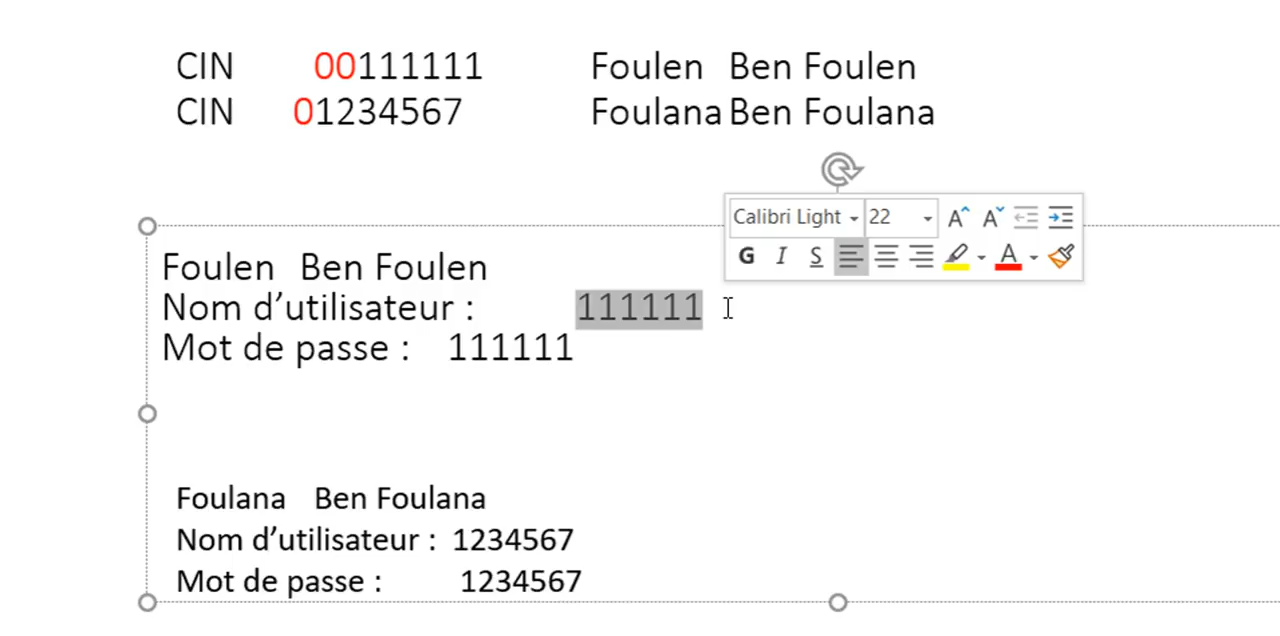 CIN 00111111 Foulen Ben Foulen
CIN 01234567 Foulana Ben Foulana
Calibri Light 22 A A
G I S A
Foulen Ben Foulen
Nom d’utilisateur : 111111
Mot de passe : 111111
Foulana Ben Foulana
Nom d’utilisateur : 1234567
Mot de passe : 1234567